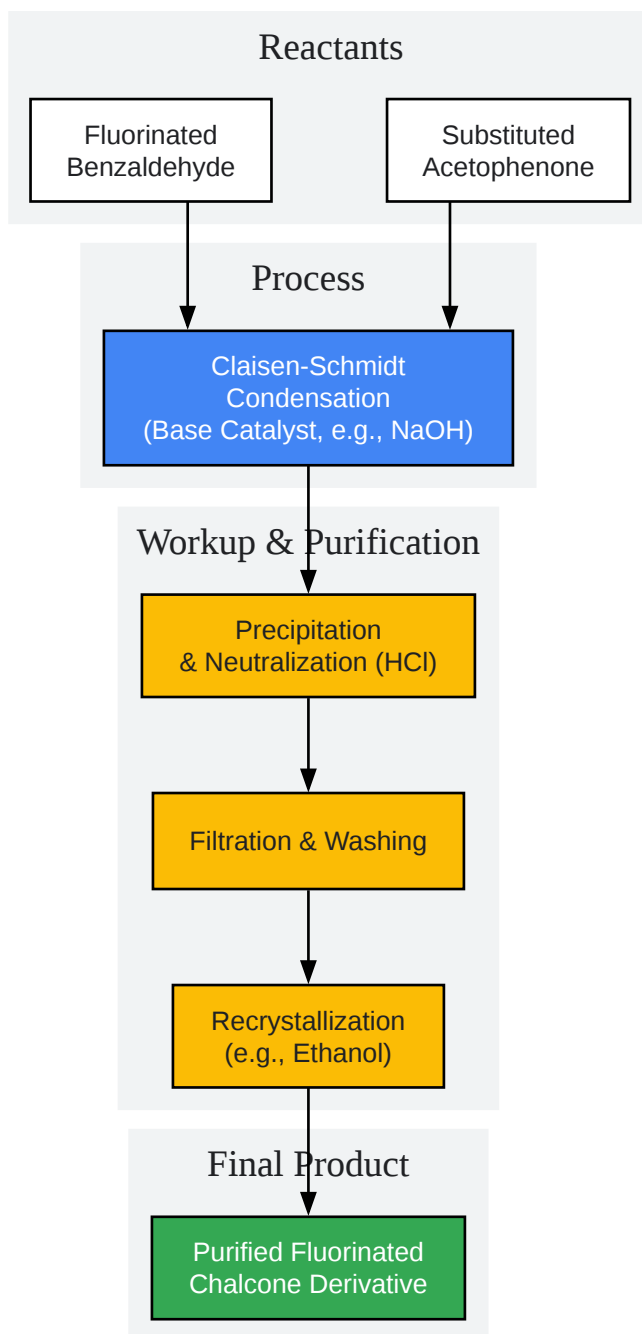 Reactants
Fluorinated
Benzaldehyde
Substituted
Acetophenone
Process
Claisen-Schmidt
Condensation
(Base Catalyst, e.g., NaOH)
Workup & Purification
Precipitation
& Neutralization (HCl)
Filtration & Washing
Recrystallization
(e.g., Ethanol)
Final Product
Purified Fluorinated
Chalcone Derivative